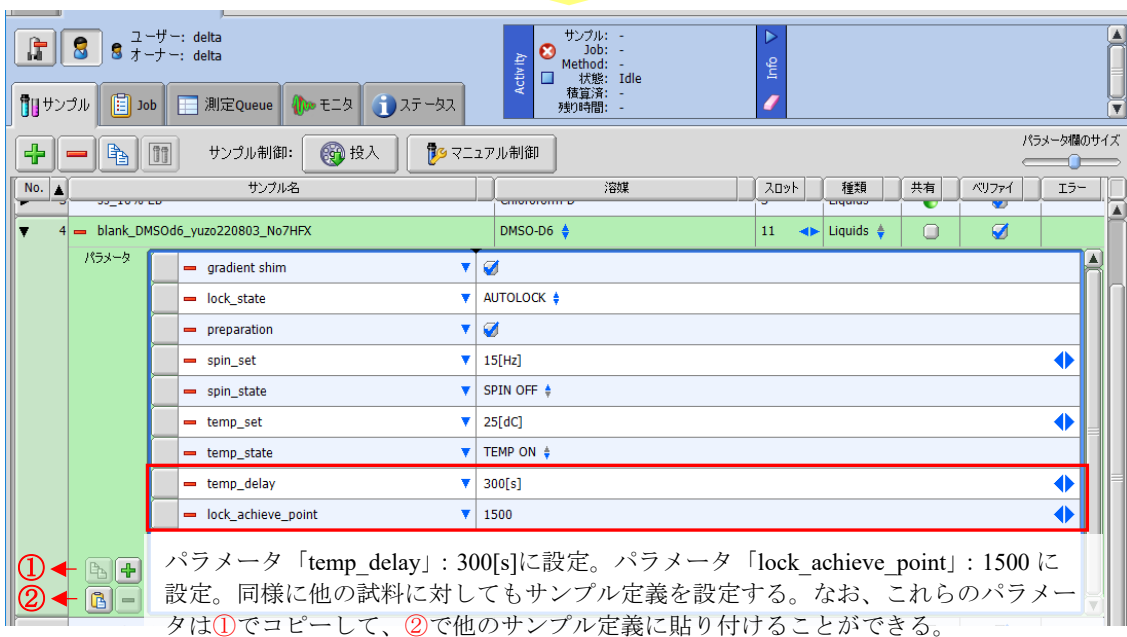 ユーザー: delta
オーナー: delta
Activity
サンプル: -
Job: -
Method: -
状態: Idle
積算済: -
残り時間: -
Info
サンプル Job 測定Queue モニタ ステータス
サンプル制御: 投入 マニュアル制御
パラメータ欄のサイズ
No. サンプル名 溶媒 スロット 種類 共有 ベリファイ エラー
4 blank_DMSOd6_yuzo220803_No7HFX DMSO-D6 11 Liquids
パラメータ
gradient shim
lock_state AUTOLOCK
preparation
spin_set 15[Hz]
spin_state SPIN OFF
temp_set 25[dC]
temp_state TEMP ON
temp_delay 300[s]
lock_achieve_point 1500
①
②
パラメータ「temp_delay」: 300[s]に設定。パラメータ「lock_achieve_point」: 1500 に
設定。同様に他の試料に対してもサンプル定義を設定する。なお、これらのパラメー
タは①でコピーして、②で他のサンプル定義に貼り付けることができる。